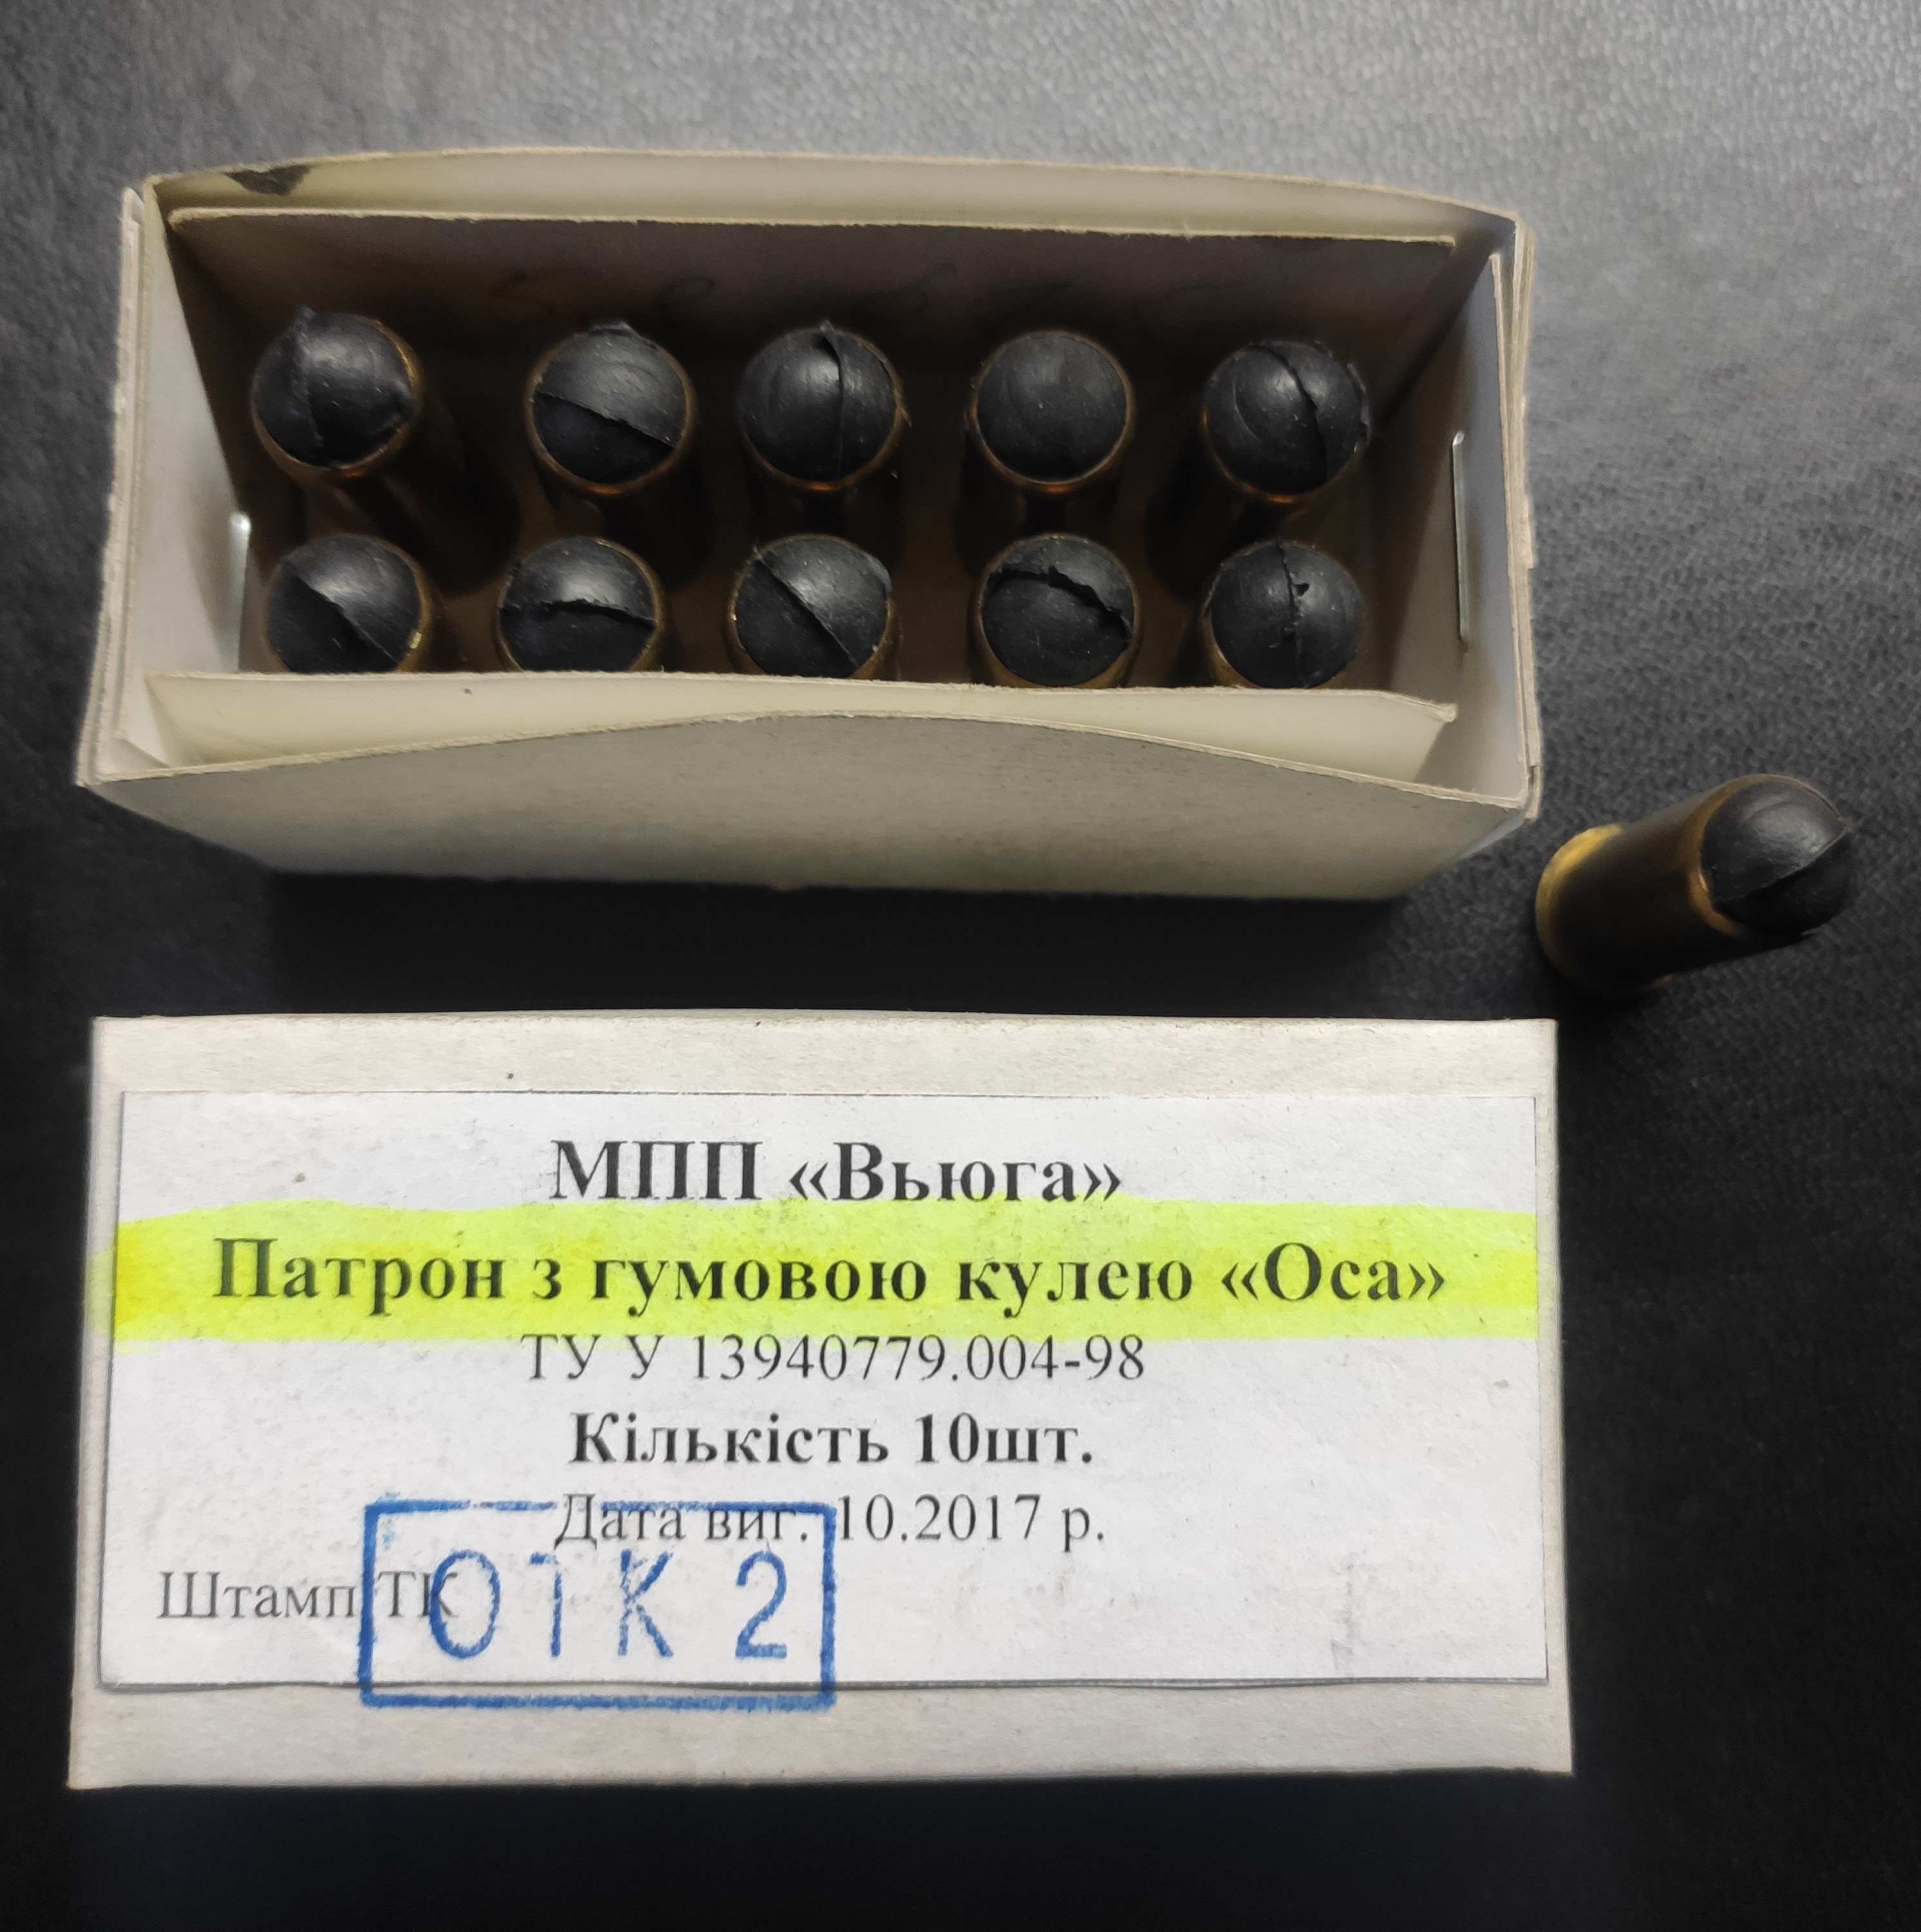 МПП «Вьюга»
Патрон з гумовою кулею «Оса»
ТУ У 13940779.004-98
Кількість 10шт.
Дата виг. 10.2017 р.
Штамп ТК
ОТК 2